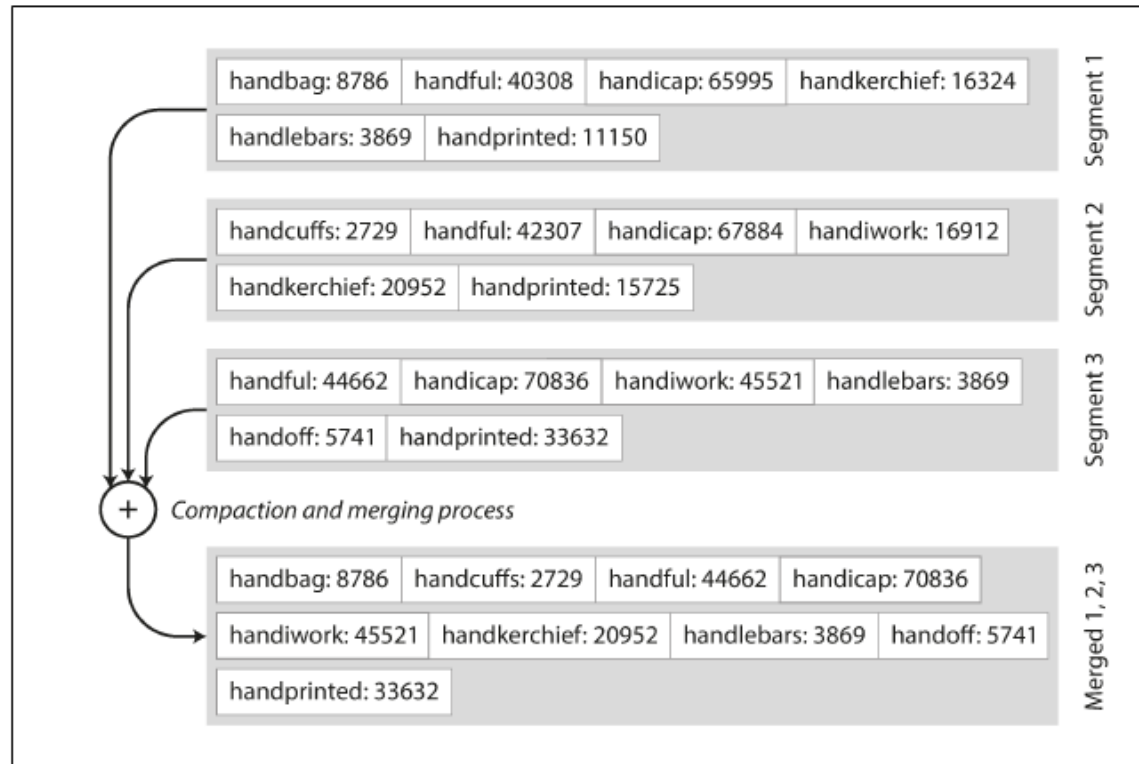 handbag: 8786 handful: 40308 handicap: 65995 handkerchief: 16324
handlebars: 3869 handprinted: 11150
Segment 1
handcuffs: 2729 handful: 42307 handicap: 67884 handiwork: 16912
handkerchief: 20952 handprinted: 15725
Segment 2
handful: 44662 handicap: 70836 handiwork: 45521 handlebars: 3869
handoff: 5741 handprinted: 33632
Segment 3
+ Compaction and merging process
handbag: 8786 handcuffs: 2729 handful: 44662 handicap: 70836
handiwork: 45521 handkerchief: 20952 handlebars: 3869 handoff: 5741
handprinted: 33632
Merged 1, 2, 3